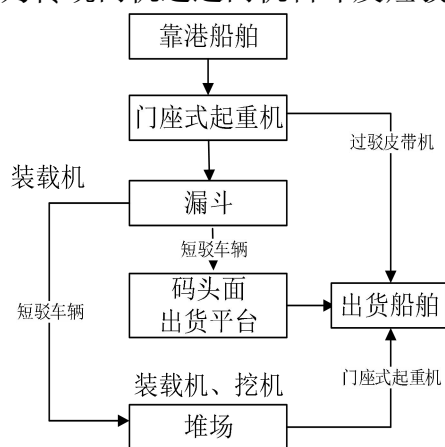 靠港船舶
门座式起重机
过驳皮带机
装载机
漏斗
短驳车辆
码头面
出货平台
出货船舶
短驳车辆
装载机、挖机
门座式起重机
堆场